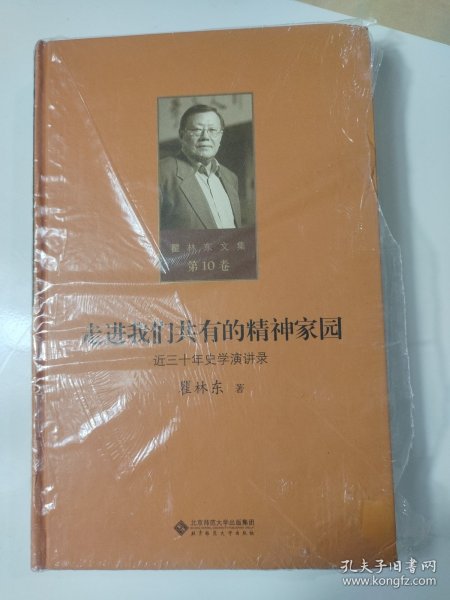 瞿林东文集
第10卷
走进我们共有的精神家园
近三十年史学演讲录
瞿林东 著
北京师范大学出版集团
北京师范大学出版社
孔夫子旧书网
www.kongfz.com